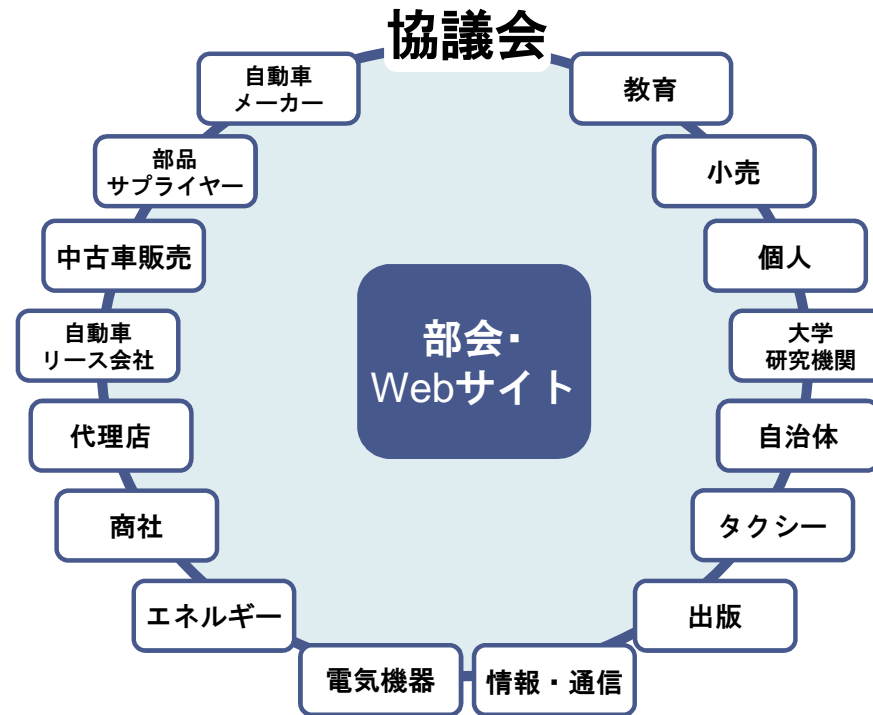 協議会
自動車
メーカー
部品
サプライヤー
中古車販売
自動車
リース会社
代理店
商社
エネルギー
電気機器
情報・通信
出版
タクシー
自治体
大学
研究機関
個人
小売
教育
部会・
Webサイト